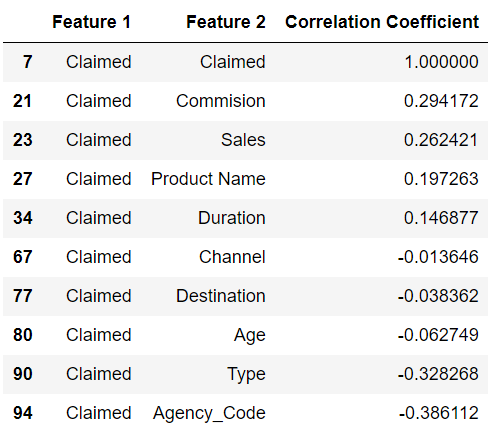 Feature 1 Feature 2 Correlation Coefficient
7 Claimed Claimed 1.000000
21 Claimed Commision 0.294172
23 Claimed Sales 0.262421
27 Claimed Product Name 0.197263
34 Claimed Duration 0.146877
67 Claimed Channel -0.013646
77 Claimed Destination -0.038362
80 Claimed Age -0.062749
90 Claimed Type -0.328268
94 Claimed Agency_Code -0.386112